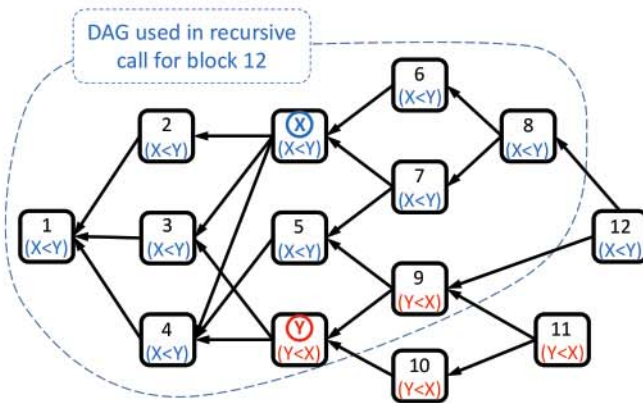 DAG used in recursive
call for block 12
6
(X<Y)
2
(X<Y)
X
(X<Y)
8
(X<Y)
7
(X<Y)
1
(X<Y)
3
(X<Y)
5
(X<Y)
12
(X<Y)
9
(Y<X)
4
(X<Y)
Y
(Y<X)
11
(Y<X)
10
(Y<X)